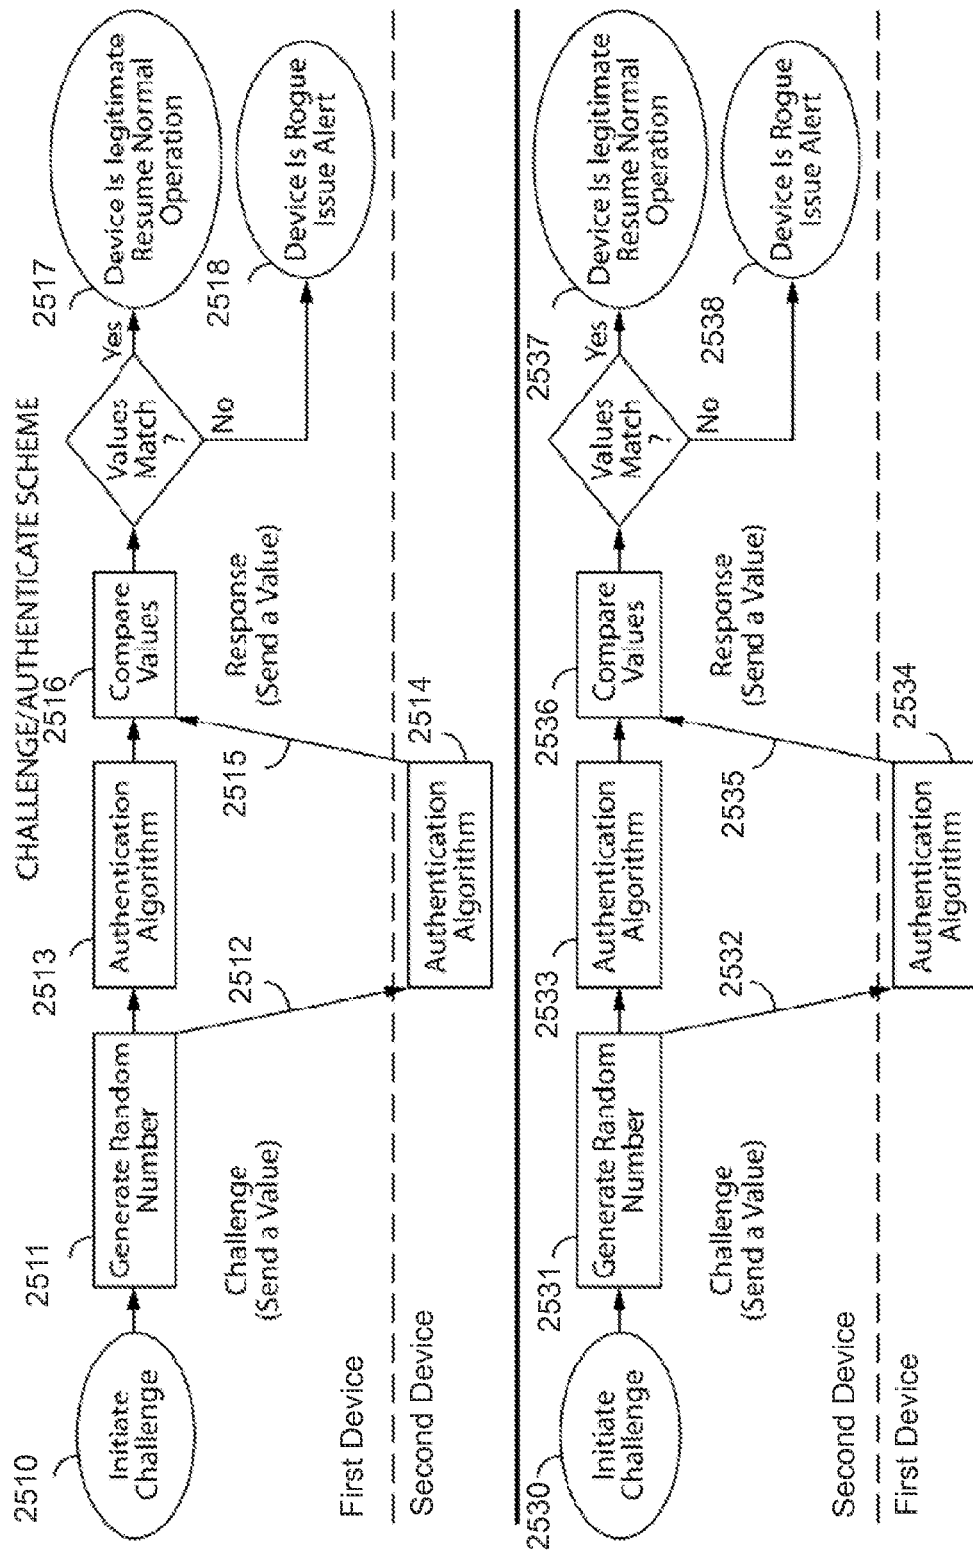 CHALLENGE/AUTHENTICATE SCHEME
2510
Initiate
Challenge
2511
Generate Random
Number
2513
Authentication
Algorithm
2516
Compare
Values
Values
Match
?
Yes
No
2517
Device Is legitimate
Resume Normal
Operation
2518
Device Is Rogue
Issue Alert
Challenge
(Send a Value)
2512
2515
Response
(Send a Value)
First Device
Second Device
Authentication
Algorithm
2514
2530
Initiate
Challenge
2531
Generate Random
Number
2533
Authentication
Algorithm
2536
Compare
Values
Values
Match ?
Yes
No
2537
Device Is legitimate
Resume Normal
Operation
2538
Device Is Rogue
Issue Alert
Challenge
(Send a Value)
2532
2535
Response
(Send a Value)
Second Device
First Device
Authentication
Algorithm
2534